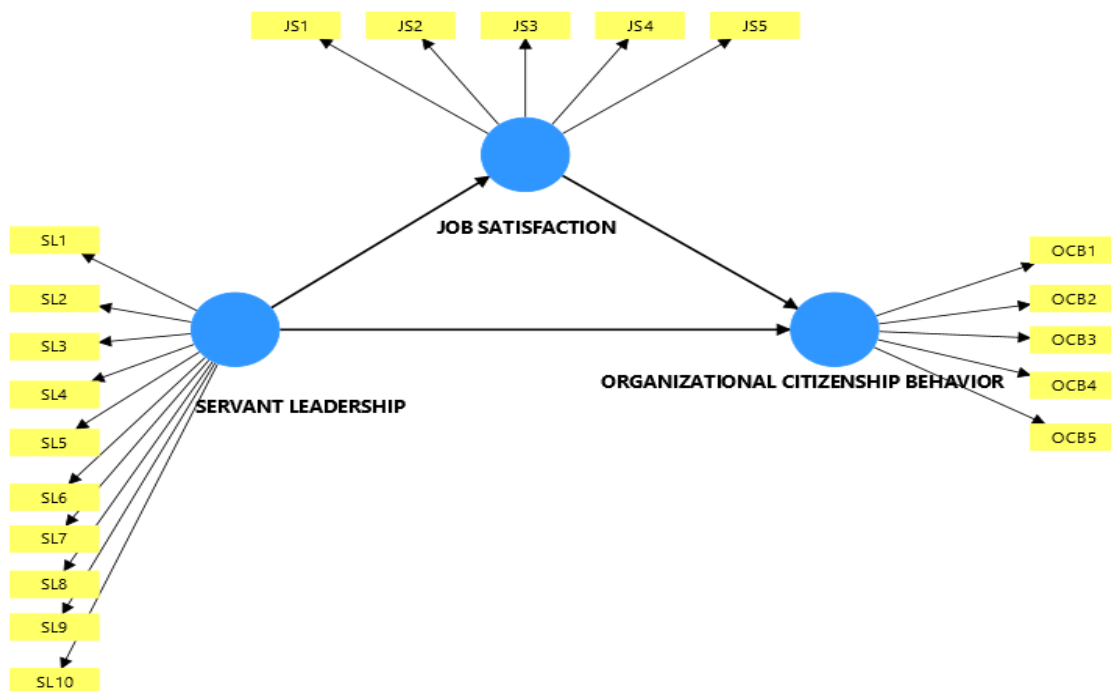 JS1
JS2
JS3
JS4
JS5
JOB SATISFACTION
SL1
SL2
SL3
SL4
SL5
SL6
SL7
SL8
SL9
SL10
SERVANT LEADERSHIP
OCB1
OCB2
OCB3
OCB4
OCB5
ORGANIZATIONAL CITIZENSHIP BEHAVIOR